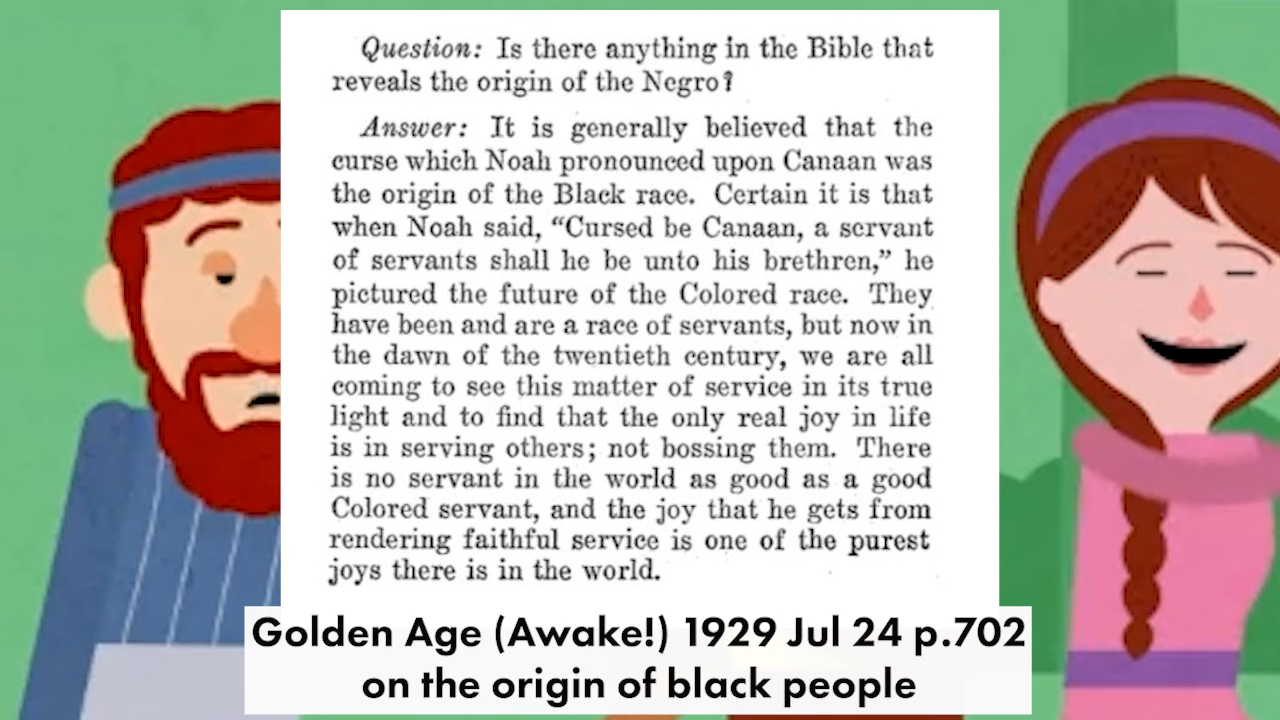 Question: Is there anything in the Bible that
reveals the origin of the Negro?
Answer: It is generally believed that the
curse which Noah pronounced upon Canaan was
the origin of the Black race. Certain it is that
when Noah said, “Cursed be Canaan, a servant
of servants shall he be unto his brethren,” he
pictured the future of the Colored race. They
have been and are a race of servants, but now in
the dawn of the twentieth century, we are all
coming to see this matter of service in its true
light and to find that the only real joy in life
is in serving others; not bossing them. There
is no servant in the world as good as a good
Colored servant, and the joy that he gets from
rendering faithful service is one of the purest
joys there is in the world.
Golden Age (Awake!) 1929 Jul 24 p.702
on the origin of black people